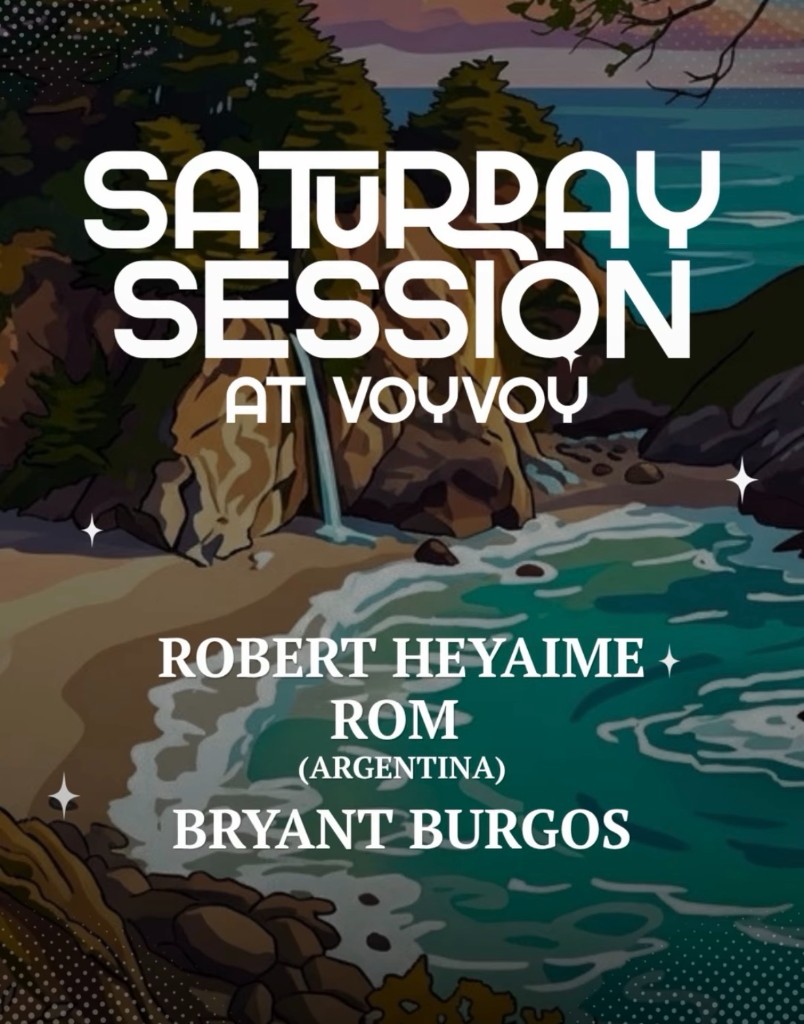 SATURDAY
SESSION
AT VOYVOY
ROBERT HEYAIME
ROM
(ARGENTINA)
BRYANT BURGOS